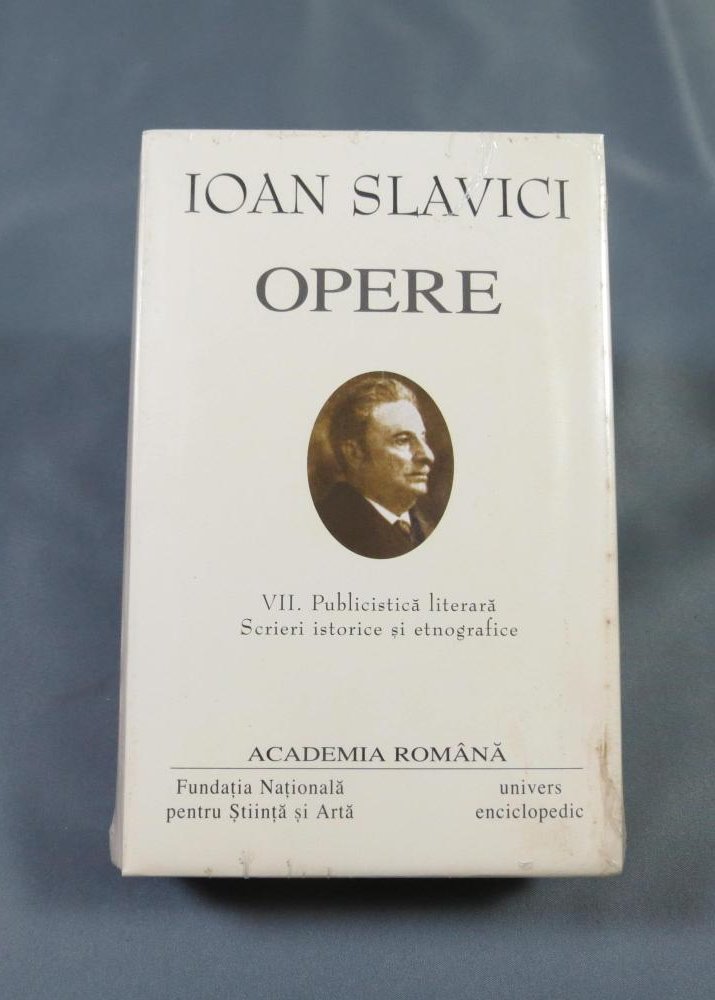 IOAN SLAVICI
OPERE
VII. Publicistică literară
Scrieri istorice și etnografice
ACADEMIA ROMÂNĂ
Fundația Națională
pentru Știință și Artă
univers
enciclopedic